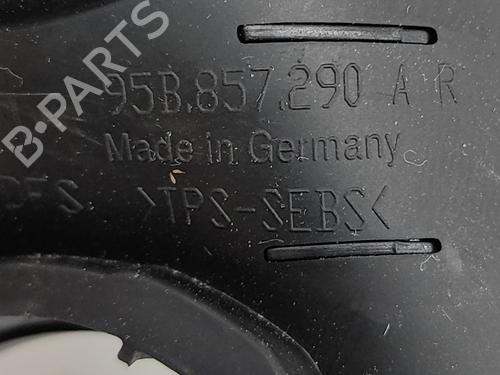 B-PARTS
95B.857.290 A R
Made in Germany
>TPS-SEBS<